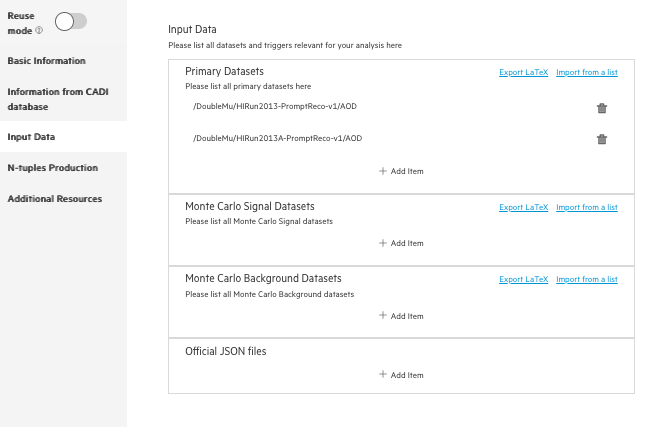 Reuse
mode
Basic Information
Information from CADI
database
Input Data
N-tuples Production
Additional Resources
Input Data
Please list all datasets and triggers relevant for your analysis here
Primary Datasets
Export LaTeX Import from a list
Please list all primary datasets here
/DoubleMu/HIRun2013-PromptReco-v1/AOD
/DoubleMu/HIRun2013A-PromptReco-v1/AOD
+ Add Item
Monte Carlo Signal Datasets
Export LaTeX Import from a list
Please list all Monte Carlo Signal datasets
+ Add Item
Monte Carlo Background Datasets
Export LaTeX Import from a list
Please list all Monte Carlo Background datasets
+ Add Item
Official JSON files
+ Add Item